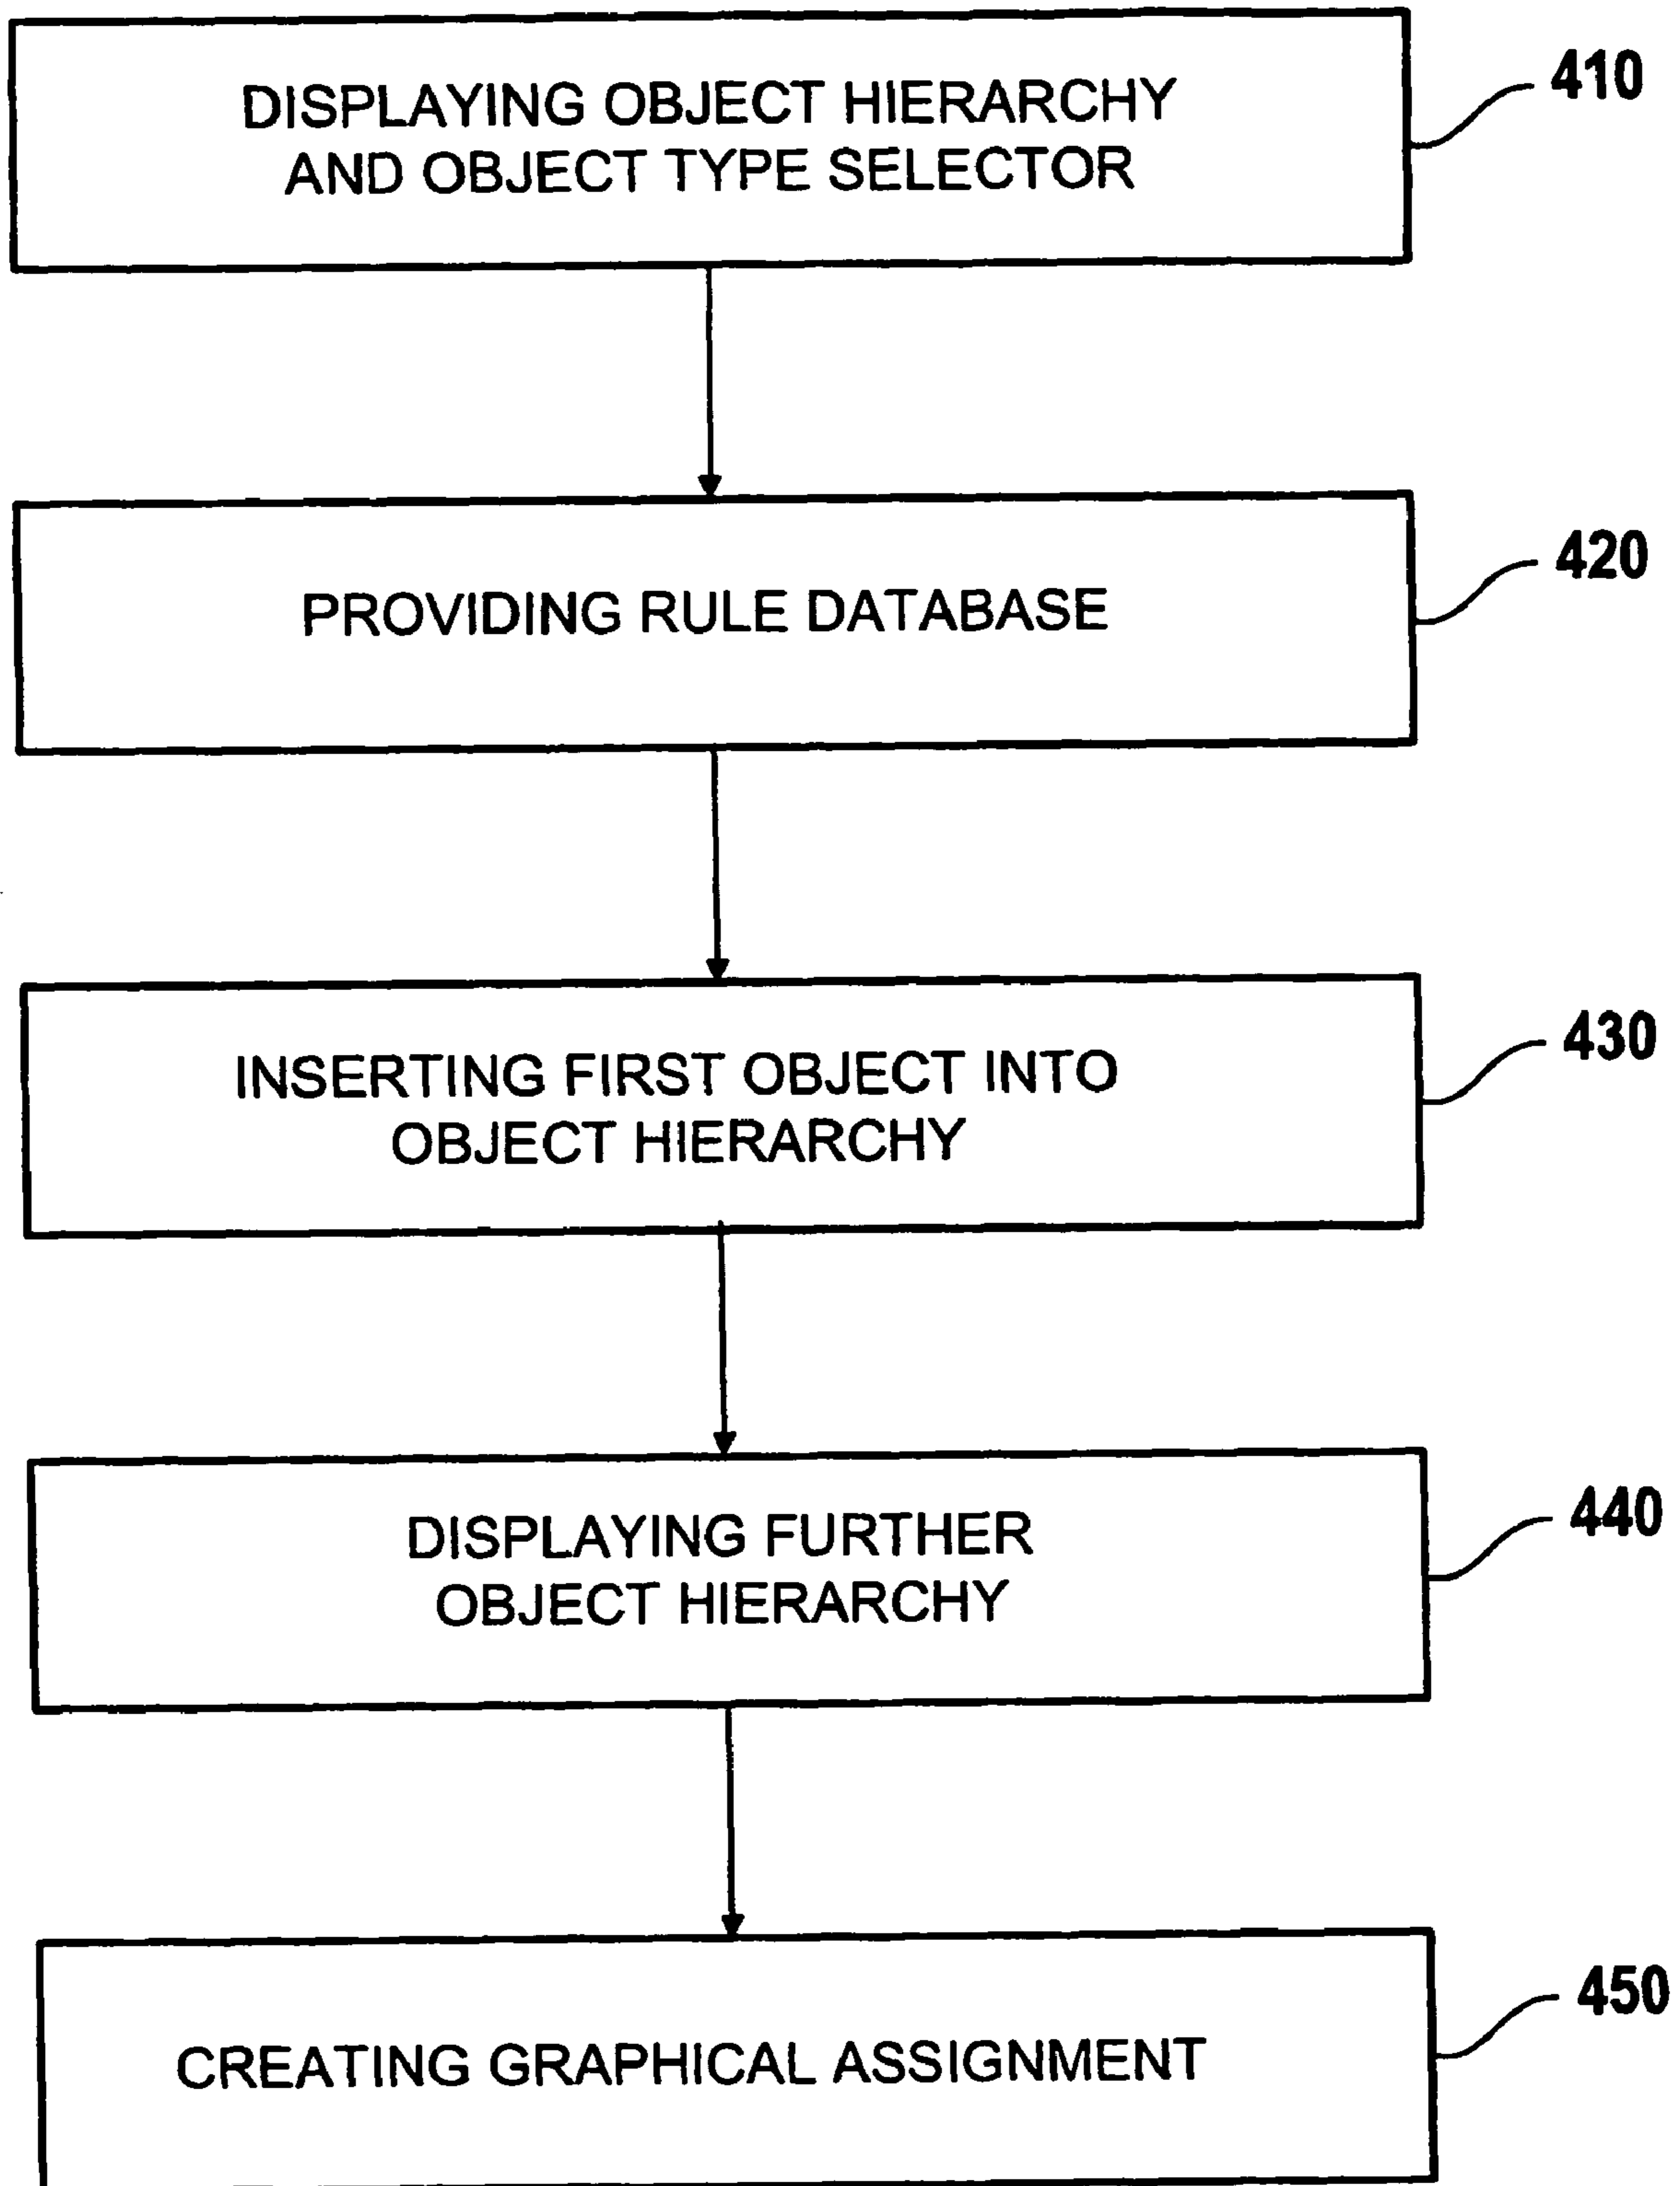 DISPLAYING OBJECT HIERARCHY
AND OBJECT TYPE SELECTOR
410
PROVIDING RULE DATABASE
420
INSERTING FIRST OBJECT INTO
OBJECT HIERARCHY
430
DISPLAYING FURTHER
OBJECT HIERARCHY
440
CREATING GRAPHICAL ASSIGNMENT
450